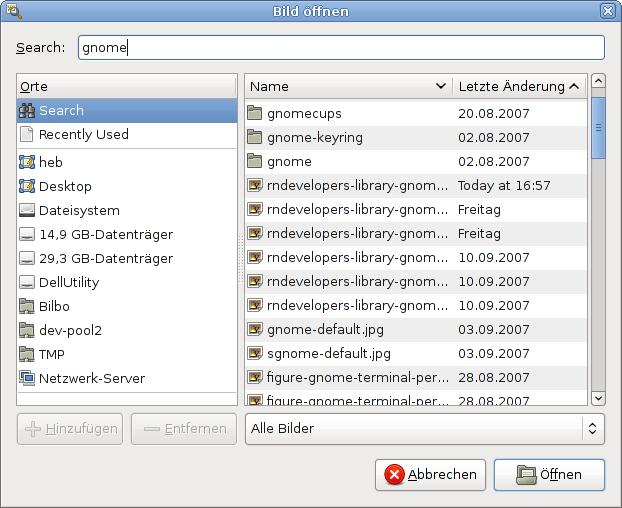 Bild öffnen
Search: gnome
Orte
Search
Recently Used
heb
Desktop
Dateisystem
14,9 GB-Datenträger
29,3 GB-Datenträger
DellUtility
Bilbo
dev-pool2
TMP
Netzwerk-Server
Hinzufügen Entfernen
Name Letzte Änderung
gnomecups 20.08.2007
gnome-keyring 02.08.2007
gnome 02.08.2007
rndevelopers-library-gnom... Today at 16:57
rndevelopers-library-gnom... Freitag
rndevelopers-library-gnom... Freitag
rndevelopers-library-gnom... 10.09.2007
rndevelopers-library-gnom... 10.09.2007
rndevelopers-library-gnom... 10.09.2007
gnome-default.jpg 03.09.2007
sgnome-default.jpg 03.09.2007
figure-gnome-terminal-per... 28.08.2007
figure-gnome-terminal-per... 28.08.2007
Alle Bilder
Abbrechen Öffnen